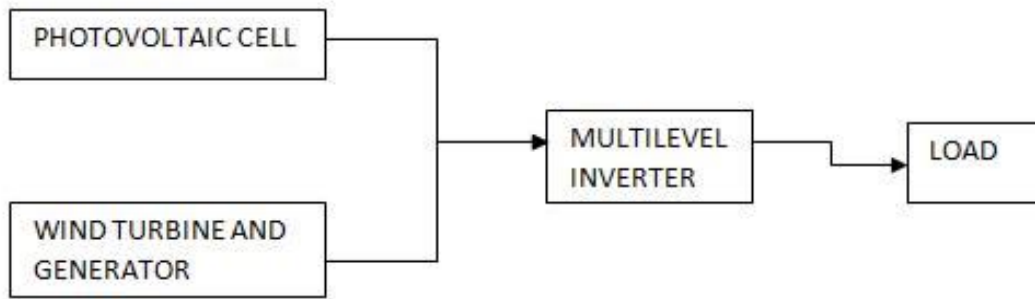 PHOTOVOLTAIC CELL
MULTILEVEL
INVERTER
LOAD
WIND TURBINE AND
GENERATOR